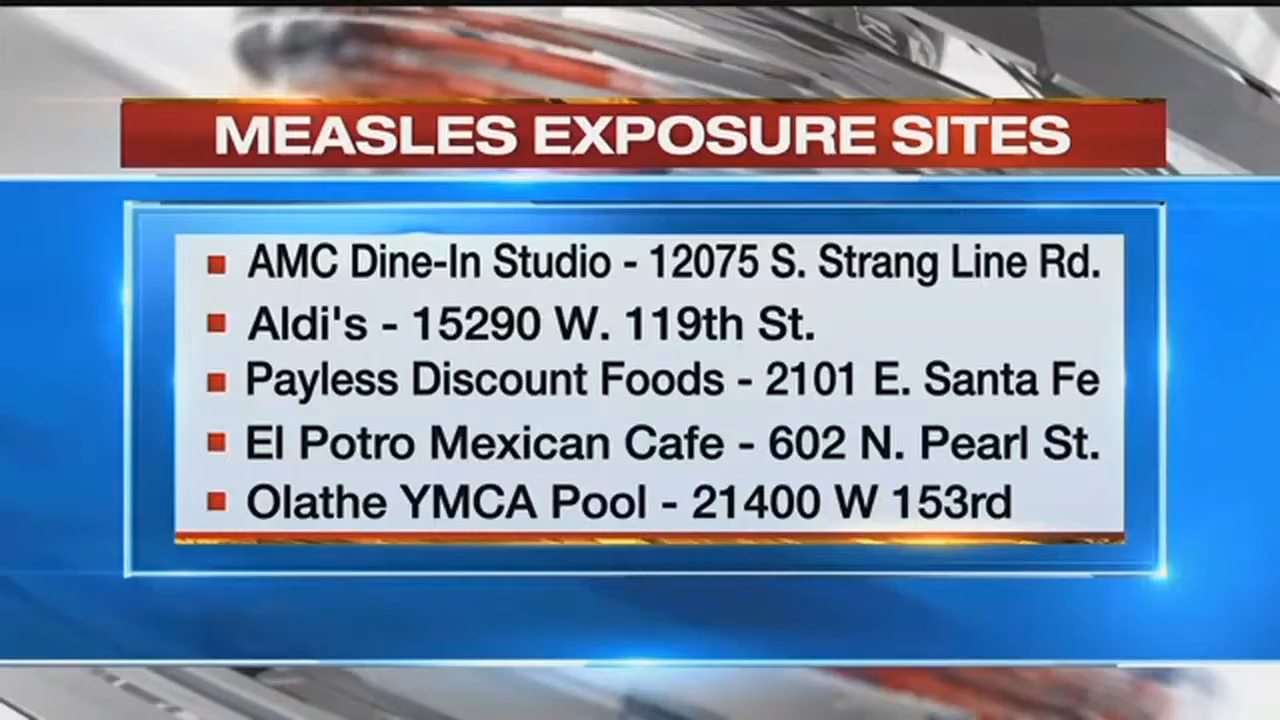 MEASLES EXPOSURE SITES
AMC Dine-In Studio - 12075 S. Strang Line Rd.
Aldi's - 15290 W. 119th St.
Payless Discount Foods - 2101 E. Santa Fe
El Potro Mexican Cafe - 602 N. Pearl St.
Olathe YMCA Pool - 21400 W 153rd